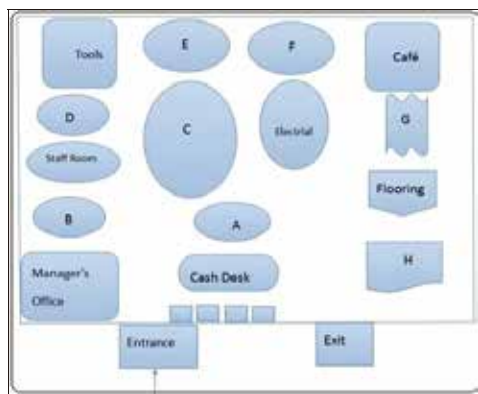 Tools
E
F
Café
D
C
Electrial
G
Staff Room
Flooring
B
A
H
Manager's
Office
Cash Desk
Entrance
Exit